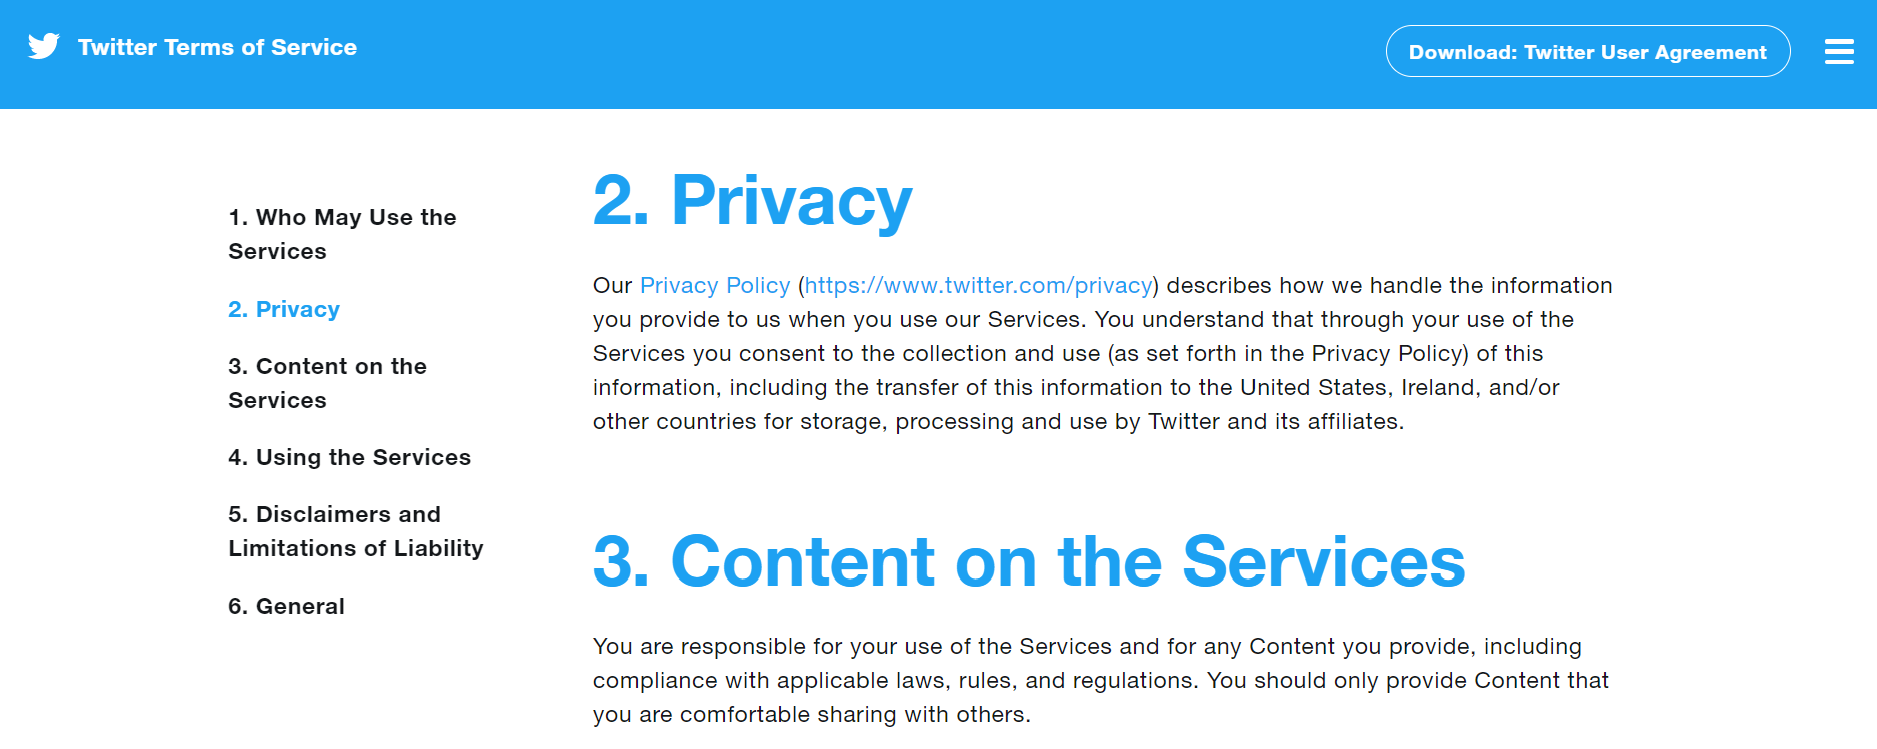 Twitter Terms of Service
Download: Twitter User Agreement
1. Who May Use the
Services
2. Privacy
3. Content on the
Services
4. Using the Services
5. Disclaimers and
Limitations of Liability
6. General
2. Privacy
Our Privacy Policy (https://www.twitter.com/privacy) describes how we handle the information
you provide to us when you use our Services. You understand that through your use of the
Services you consent to the collection and use (as set forth in the Privacy Policy) of this
information, including the transfer of this information to the United States, Ireland, and/or
other countries for storage, processing and use by Twitter and its affiliates.
3. Content on the Services
You are responsible for your use of the Services and for any Content you provide, including
compliance with applicable laws, rules, and regulations. You should only provide Content that
you are comfortable sharing with others.